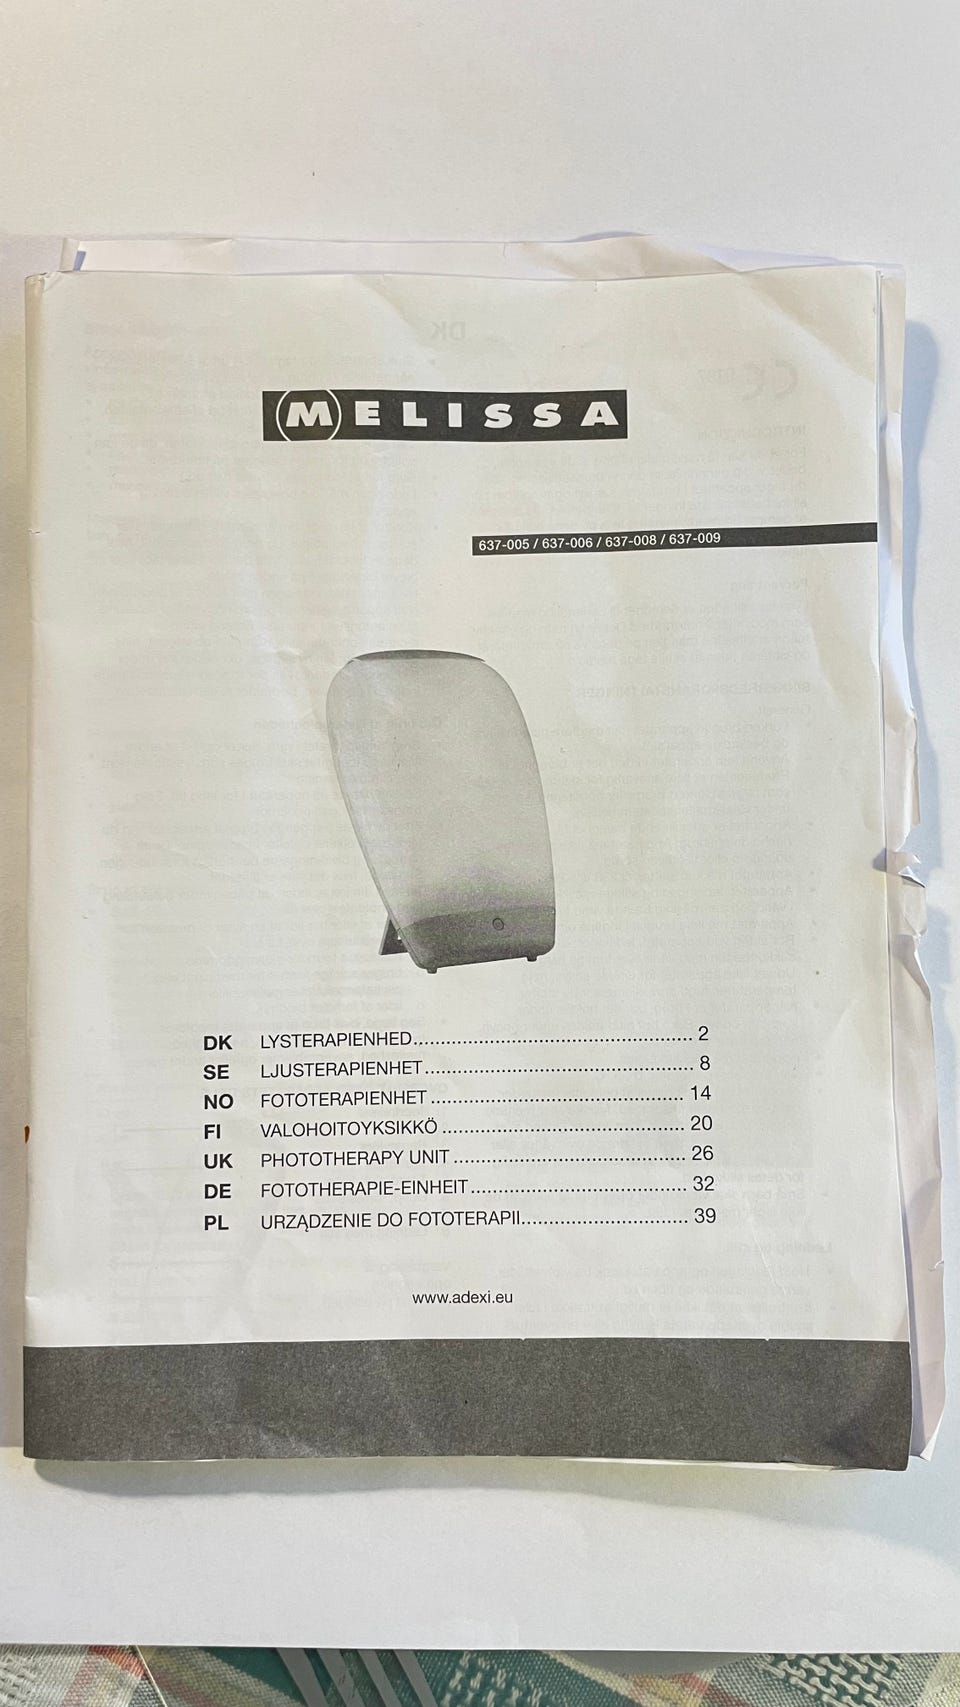 MELISSA
637-005 / 637-006 / 637-008 / 637-009
DK LYSTERAPIENHED.................................................... 2
SE LJUSTERAPIENHET.................................................. 8
NO FOTOTERAPIENHET ............................................... 14
FI VALOHOITOYKSIKKÖ ............................................. 20
UK PHOTOTHERAPY UNIT ........................................... 26
DE FOTOTHERAPIE-EINHEIT........................................ 32
PL URZĄDZENIE DO FOTOTERAPII............................... 39
www.adexi.eu